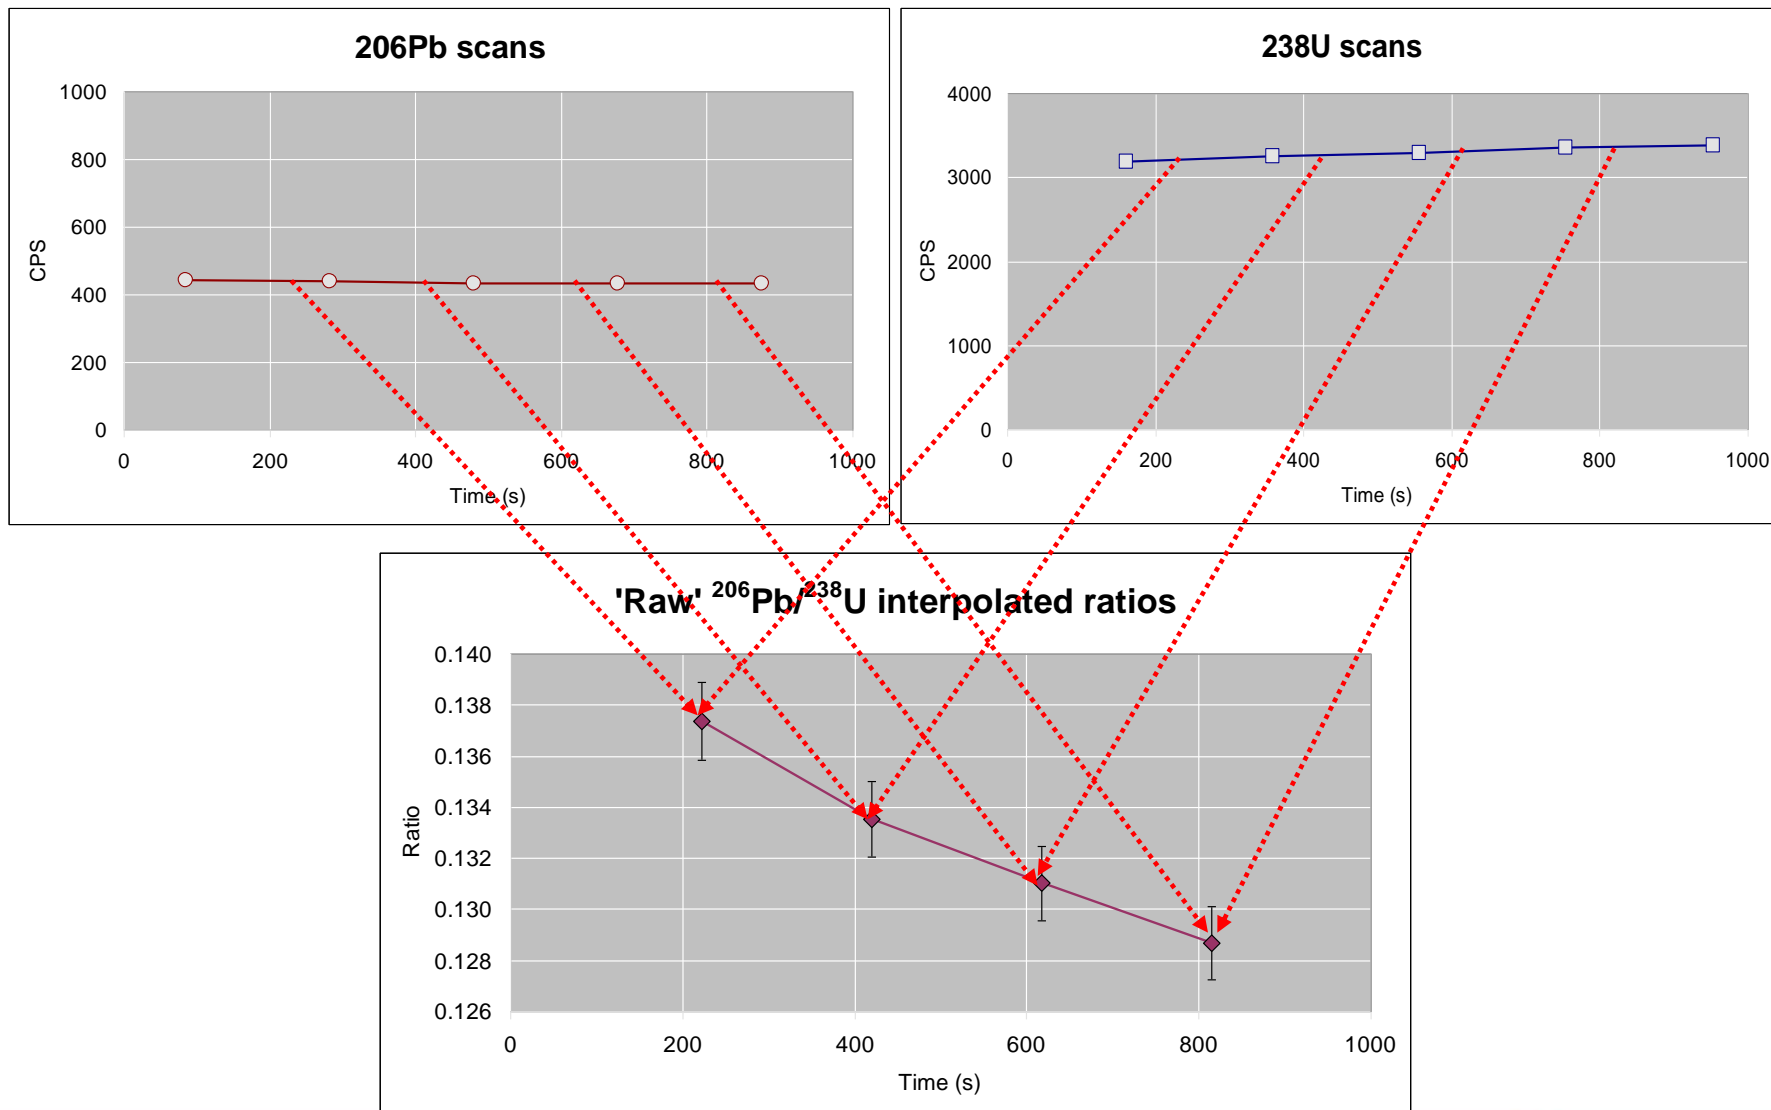 206Pb scans
1000
800
600
400
200
0
CPS
0 200 400 600 800 1000
Time (s)
238U scans
4000
3000
2000
1000
0
CPS
0 200 400 600 800 1000
Time (s)
'Raw' ²⁰⁶Pb/²³⁸U interpolated ratios
0.140
0.138
0.136
0.134
0.132
0.130
0.128
0.126
Ratio
0 200 400 600 800 1000
Time (s)